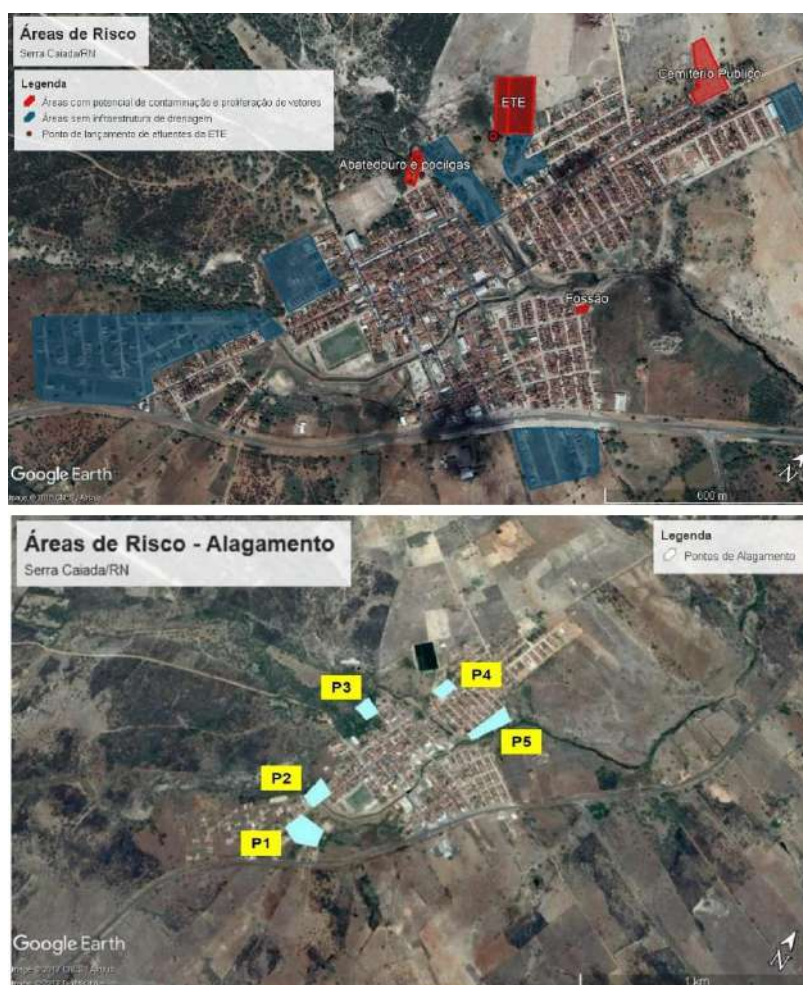 Áreas de Risco
Serra Caiada/RN
Legenda
Áreas com potencial de contaminação e proliferação de vetores
Áreas sem infraestrutura de drenagem
Ponto de lançamento de efluentes da ETE
ETE
Cemitério Público
Abatedouro e pocilgas
Fossão
Google Earth
600 m
N
Áreas de Risco - Alagamento
Serra Caiada/RN
Legenda
Pontos de Alagamento
P4
P3
P5
P2
P1
Google Earth
1 km
N